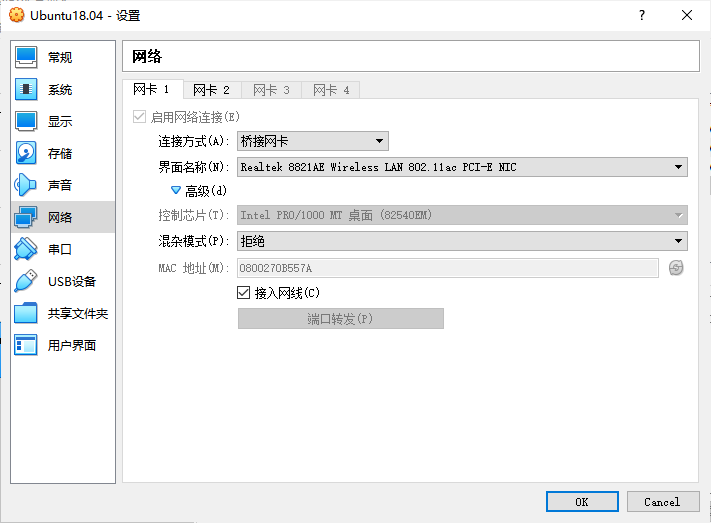 Ubuntu18.04 - 设置
常规
系统
显示
存储
声音
网络
串口
USB设备
共享文件夹
用户界面
网络
网卡 1 网卡 2 网卡 3 网卡 4
启用网络连接(E)
连接方式(A): 桥接网卡
界面名称(N): Realtek 8821AE Wireless LAN 802.11ac PCI-E NIC
高级(d)
控制芯片(T): Intel PRO/1000 MT 桌面 (82540EM)
混杂模式(P): 拒绝
MAC 地址(M): 0800270B557A
接入网线(C)
端口转发(P)
OK Cancel